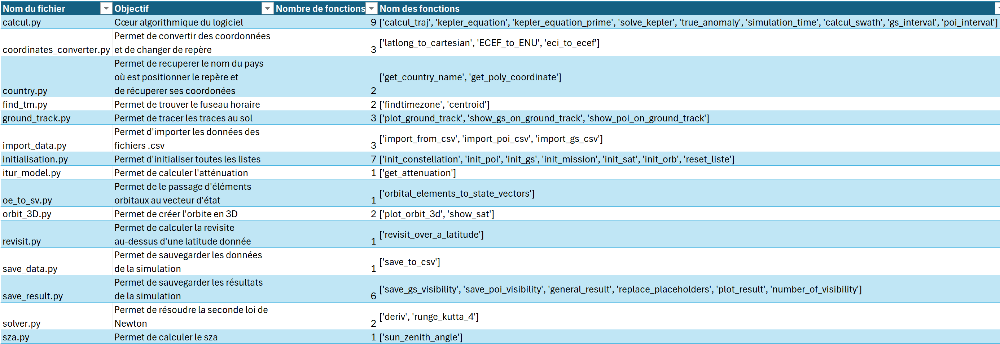 Nom du fichier Objectif Nombre de fonctions Nom des fonctions
calcul.py Cœur algorithmique du logiciel 9 ['calcul_traj', 'kepler_equation', 'kepler_equation_prime', 'solve_kepler', 'true_anomaly', 'simulation_time', 'calcul_swath', 'gs_interval', 'poi_interval']
Permet de convertir des coordonnées
coordinates_converter.py et de changer de repère 3 ['latlong_to_cartesian', 'ECEF_to_ENU', 'eci_to_ecef']
Permet de recuperer le nom du pays
où est positionner le repère et ['get_country_name', 'get_poly_coordinate']
country.py de récuperer ses coordonées 2
find_tm.py Permet de trouver le fuseau horaire 2 ['findtimezone', 'centroid']
ground_track.py Permet de tracer les traces au sol 3 ['plot_ground_track', 'show_gs_on_ground_track', 'show_poi_on_ground_track']
Permet d'importer les données des
import_data.py fichiers .csv 3 ['import_from_csv', 'import_poi_csv', 'import_gs_csv']
initialisation.py Permet d'initialiser toutes les listes 7 ['init_constellation', 'init_poi', 'init_gs', 'init_mission', 'init_sat', 'init_orb', 'reset_liste']
itur_model.py Permet de calculer l'atténuation 1 ['get_attenuation']
Permet de le passage d'éléments
oe_to_sv.py orbitaux au vecteur d'état 1 ['orbital_elements_to_state_vectors']
orbit_3D.py Permet de créer l'orbite en 3D 2 ['plot_orbit_3d', 'show_sat']
Permet de calculer la revisite
revisit.py au-dessus d'une latitude donnée 1 ['revisit_over_a_latitude']
Permet de sauvegarder les données
save_data.py de la simulation 1 ['save_to_csv']
Permet de sauvegarder les résultats
save_result.py de la simulation 6 ['save_gs_visibility', 'save_poi_visibility', 'general_result', 'replace_placeholders', 'plot_result', 'number_of_visibility']
Permet de résoudre la seconde loi de
solver.py Newton 2 ['deriv', 'runge_kutta_4']
sza.py Permet de calculer le sza 1 ['sun_zenith_angle']